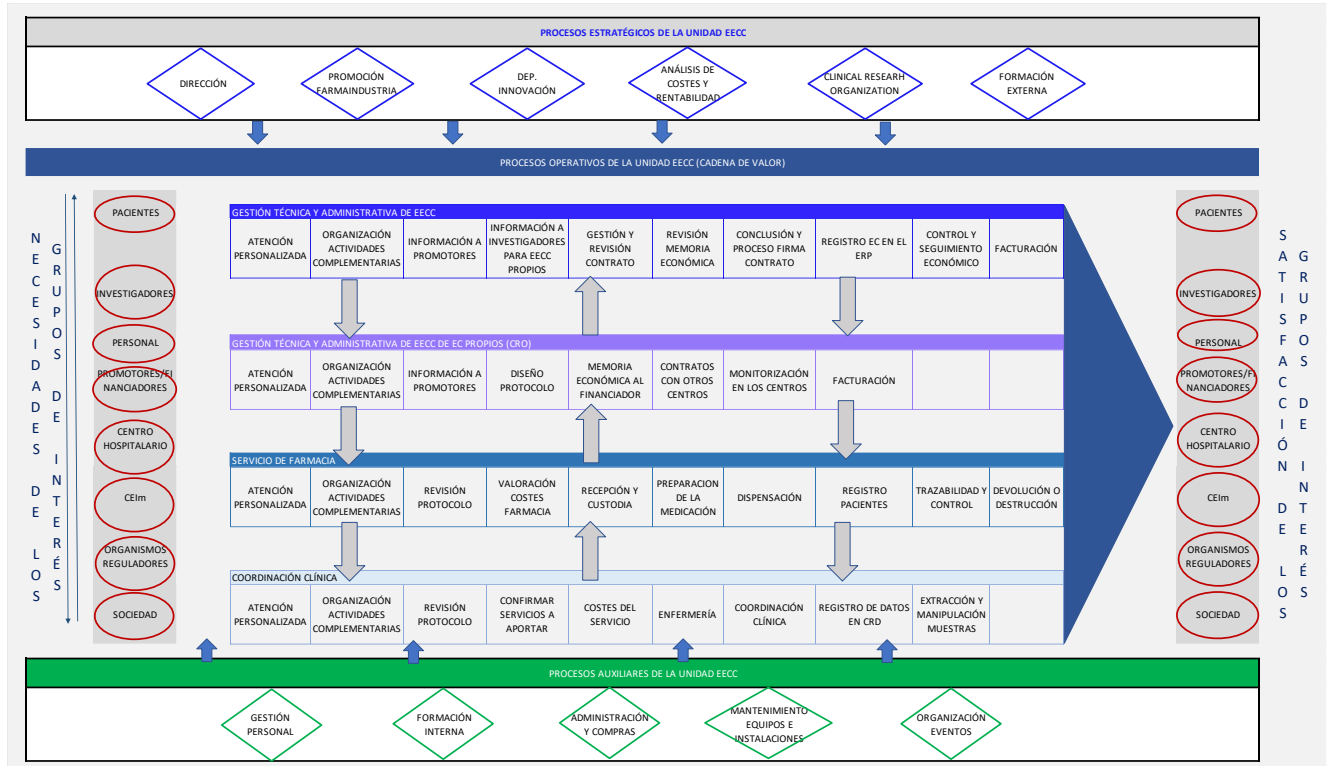 PROCESOS ESTRATÉGICOS DE LA UNIDAD EECC
DIRECCIÓN
PROMOCIÓN
FARMAINDUSTRIA
DEP.
INNOVACIÓN
ANÁLISIS DE
COSTES Y
RENTABILIDAD
CLINICAL RESEARH
ORGANIZATION
FORMACIÓN
EXTERNA
PROCESOS OPERATIVOS DE LA UNIDAD EECC (CADENA DE VALOR)
NECESIDADES DE LOS
GRUPOS DE INTERÉS
PACIENTES
INVESTIGADORES
PERSONAL
PROMOTORES/FI
NANCIADORES
CENTRO
HOSPITALARIO
CEIm
ORGANISMOS
REGULADORES
SOCIEDAD
GESTIÓN TÉCNICA Y ADMINISTRATIVA DE EECC
ATENCIÓN
PERSONALIZADA
ORGANIZACIÓN
ACTIVIDADES
COMPLEMENTARIAS
INFORMACIÓN A
PROMOTORES
INFORMACIÓN A
INVESTIGADORES
PARA EECC
PROPIOS
GESTIÓN Y
REVISIÓN
CONTRATO
REVISIÓN
MEMORIA
ECONÓMICA
CONCLUSIÓN Y
PROCESO FIRMA
CONTRATO
REGISTRO EC EN EL
ERP
CONTROL Y
SEGUIMIENTO
ECONÓMICO
FACTURACIÓN
GESTIÓN TÉCNICA Y ADMINISTRATIVA DE EECC DE EC PROPIOS (CRO)
ATENCIÓN
PERSONALIZADA
ORGANIZACIÓN
ACTIVIDADES
COMPLEMENTARIAS
INFORMACIÓN A
PROMOTORES
DISEÑO
PROTOCOLO
MEMORIA
ECONÓMICA AL
FINANCIADOR
CONTRATOS
CON OTROS
CENTROS
MONITORIZACIÓN
EN LOS CENTROS
FACTURACIÓN
SERVICIO DE FARMACIA
ATENCIÓN
PERSONALIZADA
ORGANIZACIÓN
ACTIVIDADES
COMPLEMENTARIAS
REVISIÓN
PROTOCOLO
VALORACIÓN
COSTES
FARMACIA
RECEPCIÓN Y
CUSTODIA
PREPARACION
DE LA
MEDICACIÓN
DISPENSACIÓN
REGISTRO
PACIENTES
TRAZABILIDAD Y
CONTROL
DEVOLUCIÓN O
DESTRUCCIÓN
COORDINACIÓN CLÍNICA
ATENCIÓN
PERSONALIZADA
ORGANIZACIÓN
ACTIVIDADES
COMPLEMENTARIAS
REVISIÓN
PROTOCOLO
CONFIRMAR
SERVICIOS A
APORTAR
COSTES DEL
SERVICIO
ENFERMERÍA
COORDINACIÓN
CLÍNICA
REGISTRO DE DATOS
EN CRD
EXTRACCIÓN Y
MANIPULACIÓN
MUESTRAS
PACIENTES
INVESTIGADORES
PERSONAL
PROMOTORES/FI
NANCIADORES
CENTRO
HOSPITALARIO
CEIm
ORGANISMOS
REGULADORES
SOCIEDAD
SATISFACCIÓN DE LOS
GRUPOS DE INTERÉS
PROCESOS AUXILIARES DE LA UNIDAD EECC
GESTIÓN
PERSONAL
FORMACIÓN
INTERNA
ADMINISTRACIÓN
Y COMPRAS
MANTENIMIENTO
EQUIPOS E
INSTALACIONES
ORGANIZACIÓN
EVENTOS